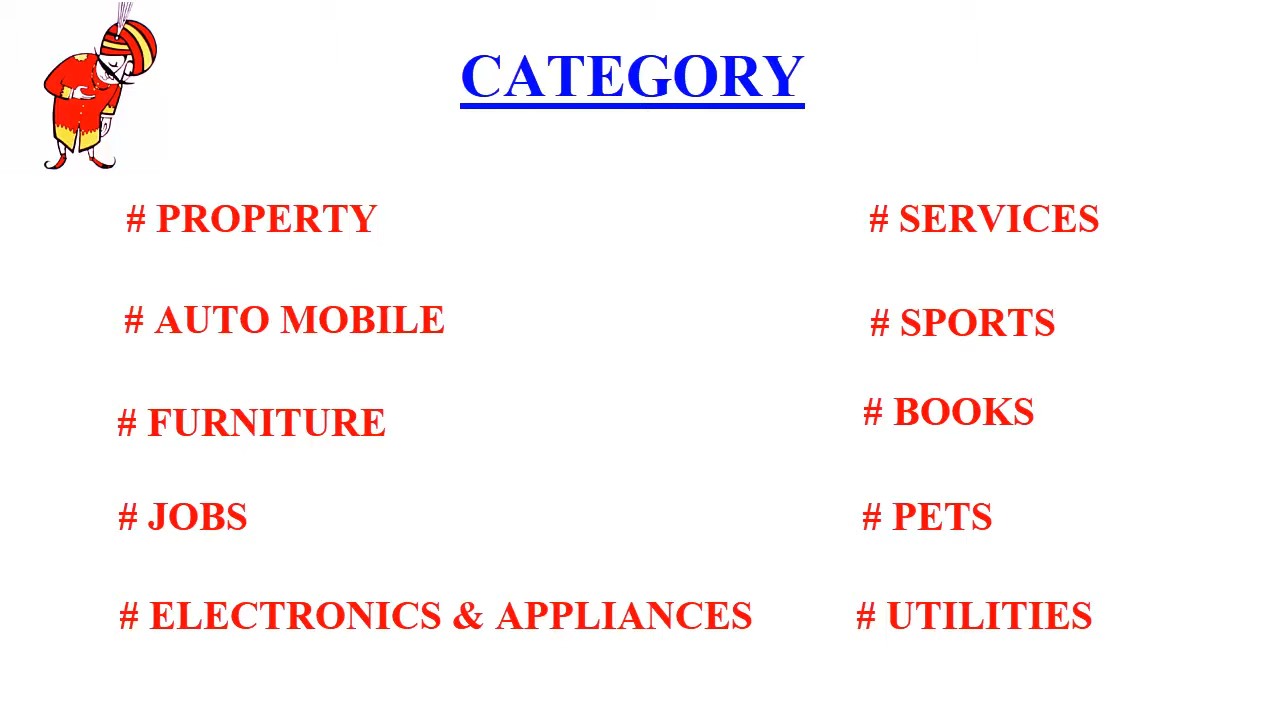 CATEGORY
# PROPERTY
# AUTO MOBILE
# FURNITURE
# JOBS
# ELECTRONICS & APPLIANCES
# SERVICES
# SPORTS
# BOOKS
# PETS
# UTILITIES